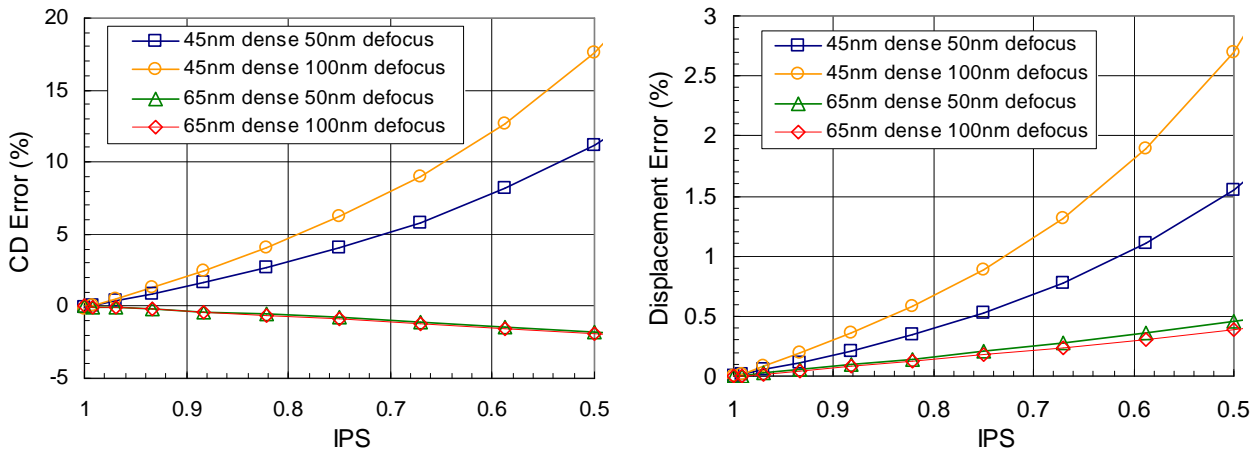 20
15
10
5
0
-5
CD Error (%)
45nm dense 50nm defocus
45nm dense 100nm defocus
65nm dense 50nm defocus
65nm dense 100nm defocus
1 0.9 0.8 0.7 0.6 0.5
IPS
3
2.5
2
1.5
1
0.5
0
Displacement Error (%)
45nm dense 50nm defocus
45nm dense 100nm defocus
65nm dense 50nm defocus
65nm dense 100nm defocus
1 0.9 0.8 0.7 0.6 0.5
IPS